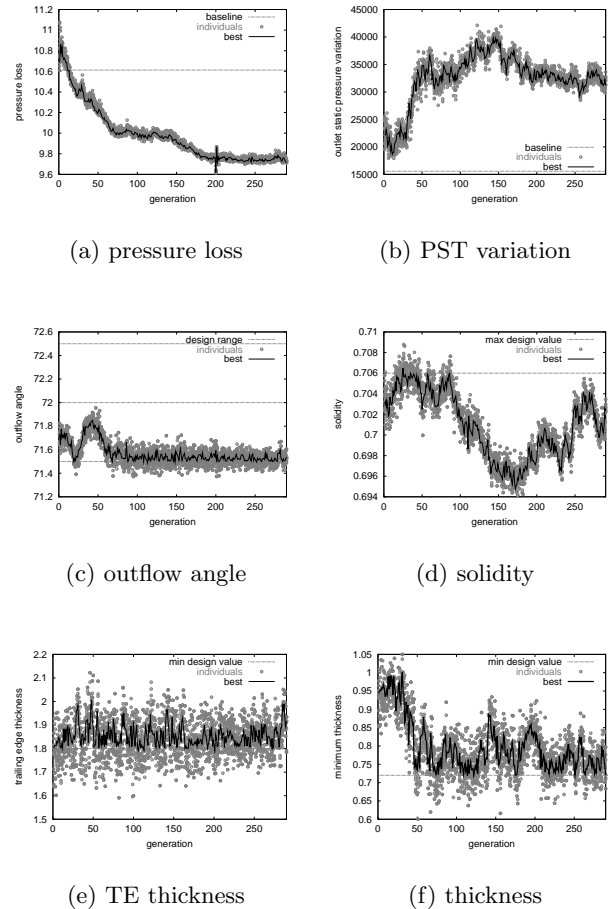 11.2
11
10.8
10.6
10.4
10.2
10
9.8
9.6
pressure loss
baseline
individuals
best
0 50 100 150 200 250
generation
(a) pressure loss
45000
40000
35000
30000
25000
20000
15000
outlet static pressure variation
baseline
individuals
best
0 50 100 150 200 250
generation
(b) PST variation
72.6
72.4
72.2
72
71.8
71.6
71.4
71.2
outflow angle
design range
individuals
best
0 50 100 150 200 250
generation
(c) outflow angle
0.71
0.708
0.706
0.704
0.702
0.7
0.698
0.696
0.694
solidity
max design value
individuals
best
0 50 100 150 200 250
generation
(d) solidity
2.2
2.1
2
1.9
1.8
1.7
1.6
1.5
trailing edge thickness
min design value
individuals
best
0 50 100 150 200 250
generation
(e) TE thickness
1.05
1
0.95
0.9
0.85
0.8
0.75
0.7
0.65
0.6
minimum thickness
min design value
individuals
best
0 50 100 150 200 250
generation
(f) thickness